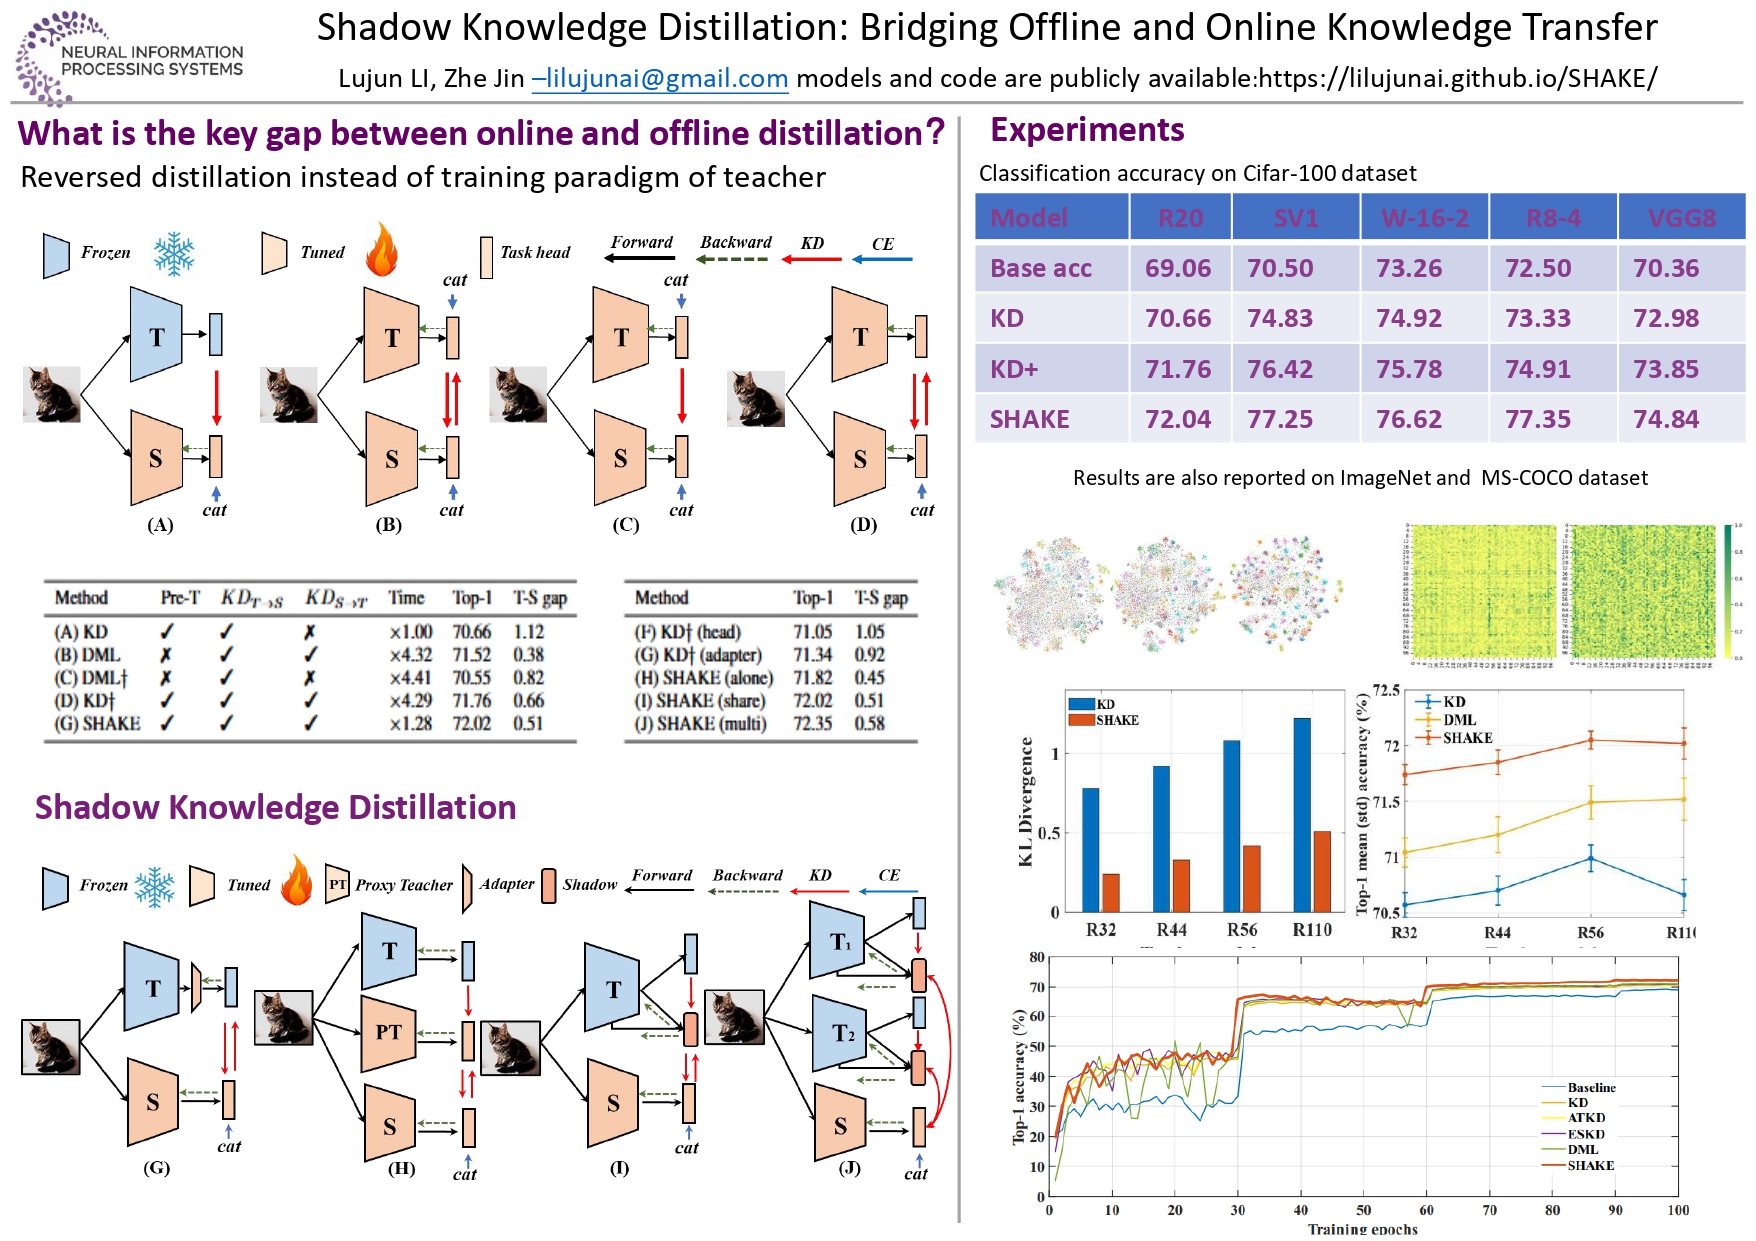 NEURAL INFORMATION
PROCESSING SYSTEMS
Shadow Knowledge Distillation: Bridging Offline and Online Knowledge Transfer
Lujun LI, Zhe Jin –lilujunai@gmail.com models and code are publicly available:https://lilujunai.github.io/SHAKE/
What is the key gap between online and offline distillation?
Reversed distillation instead of training paradigm of teacher
Frozen Tuned Task head Forward Backward KD CE
cat cat
T T T T
S S S S
cat cat cat cat
(A) (B) (C) (D)
Method Pre-T KD_T→S KD_S→T Time Top-1 T-S gap
(A) KD ✓ ✓ ✗ ×1.00 70.66 1.12
(B) DML ✗ ✓ ✓ ×4.32 71.52 0.38
(C) DML† ✗ ✓ ✗ ×4.41 70.55 0.82
(D) KD† ✓ ✓ ✓ ×4.29 71.76 0.66
(G) SHAKE ✓ ✓ ✓ ×1.28 72.02 0.51
Method Top-1 T-S gap
(F) KD† (head) 71.05 1.05
(G) KD† (adapter) 71.34 0.92
(H) SHAKE (alone) 71.82 0.45
(I) SHAKE (share) 72.02 0.51
(J) SHAKE (multi) 72.35 0.58
Shadow Knowledge Distillation
Frozen Tuned PT Proxy Teacher Adapter Shadow Forward Backward KD CE
T T T T1
PT T2
S S S S
cat cat cat cat
(G) (H) (I) (J)
Experiments
Classification accuracy on Cifar-100 dataset
Model R20 SV1 W-16-2 R8-4 VGG8
Base acc 69.06 70.50 73.26 72.50 70.36
KD 70.66 74.83 74.92 73.33 72.98
KD+ 71.76 76.42 75.78 74.91 73.85
SHAKE 72.04 77.25 76.62 77.35 74.84
Results are also reported on ImageNet and MS-COCO dataset
KL Divergence
KD
SHAKE
1
0.5
0
R32 R44 R56 R110
Top-1 mean (std) accuracy (%)
KD
DML
SHAKE
72.5
72
71.5
71
70.5
R32 R44 R56
Top-1 accuracy (%)
80
70
60
50
40
30
20
10
0
Baseline
KD
ATKD
ESKD
DML
SHAKE
0 10 20 30 40 50 60 70 80 90 100
Training epochs